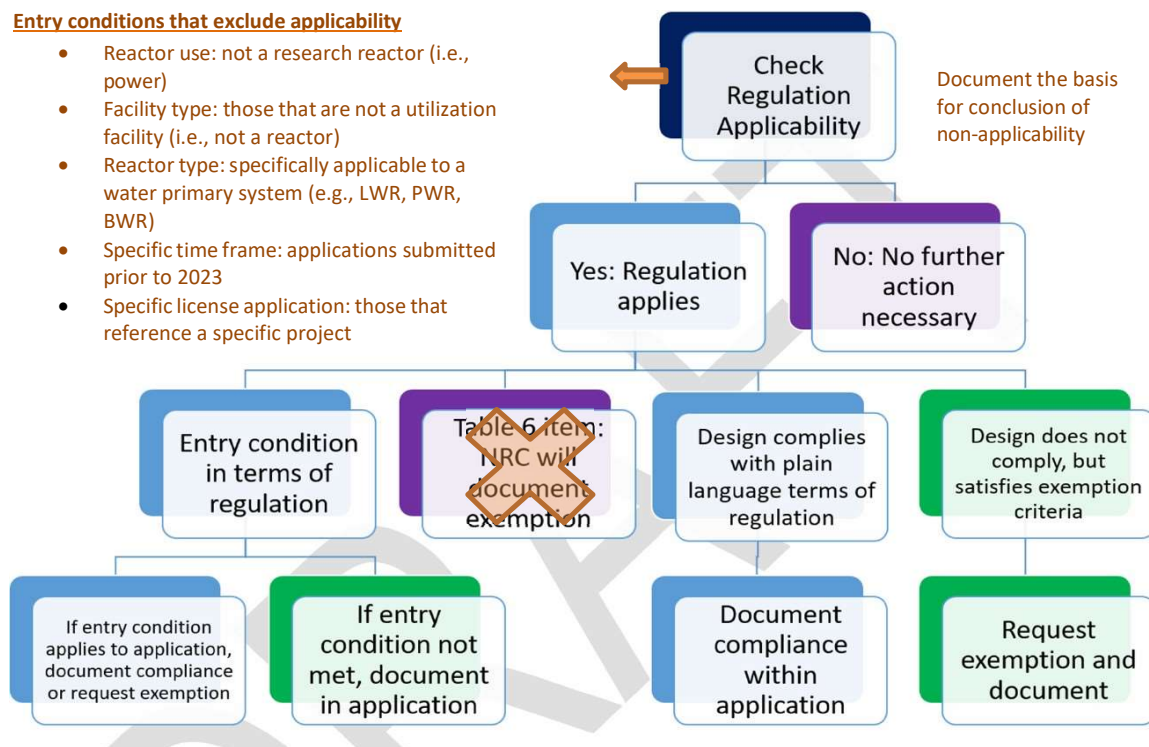 Entry conditions that exclude applicability
• Reactor use: not a research reactor (i.e.,
power)
• Facility type: those that are not a utilization
facility (i.e., not a reactor)
• Reactor type: specifically applicable to a
water primary system (e.g., LWR, PWR,
BWR)
• Specific time frame: applications submitted
prior to 2023
• Specific license application: those that
reference a specific project
Check
Regulation
Applicability
Document the basis
for conclusion of
non-applicability
Yes: Regulation
applies
No: No further
action
necessary
Entry condition
in terms of
regulation
Table 6 item:
NRC will
document
exemption
Design complies
with plain
language terms of
regulation
Design does not
comply, but
satisfies exemption
criteria
If entry condition
applies to application,
document compliance
or request exemption
If entry
condition not
met, document
in application
Document
compliance
within
application
Request
exemption and
document
DRAFT